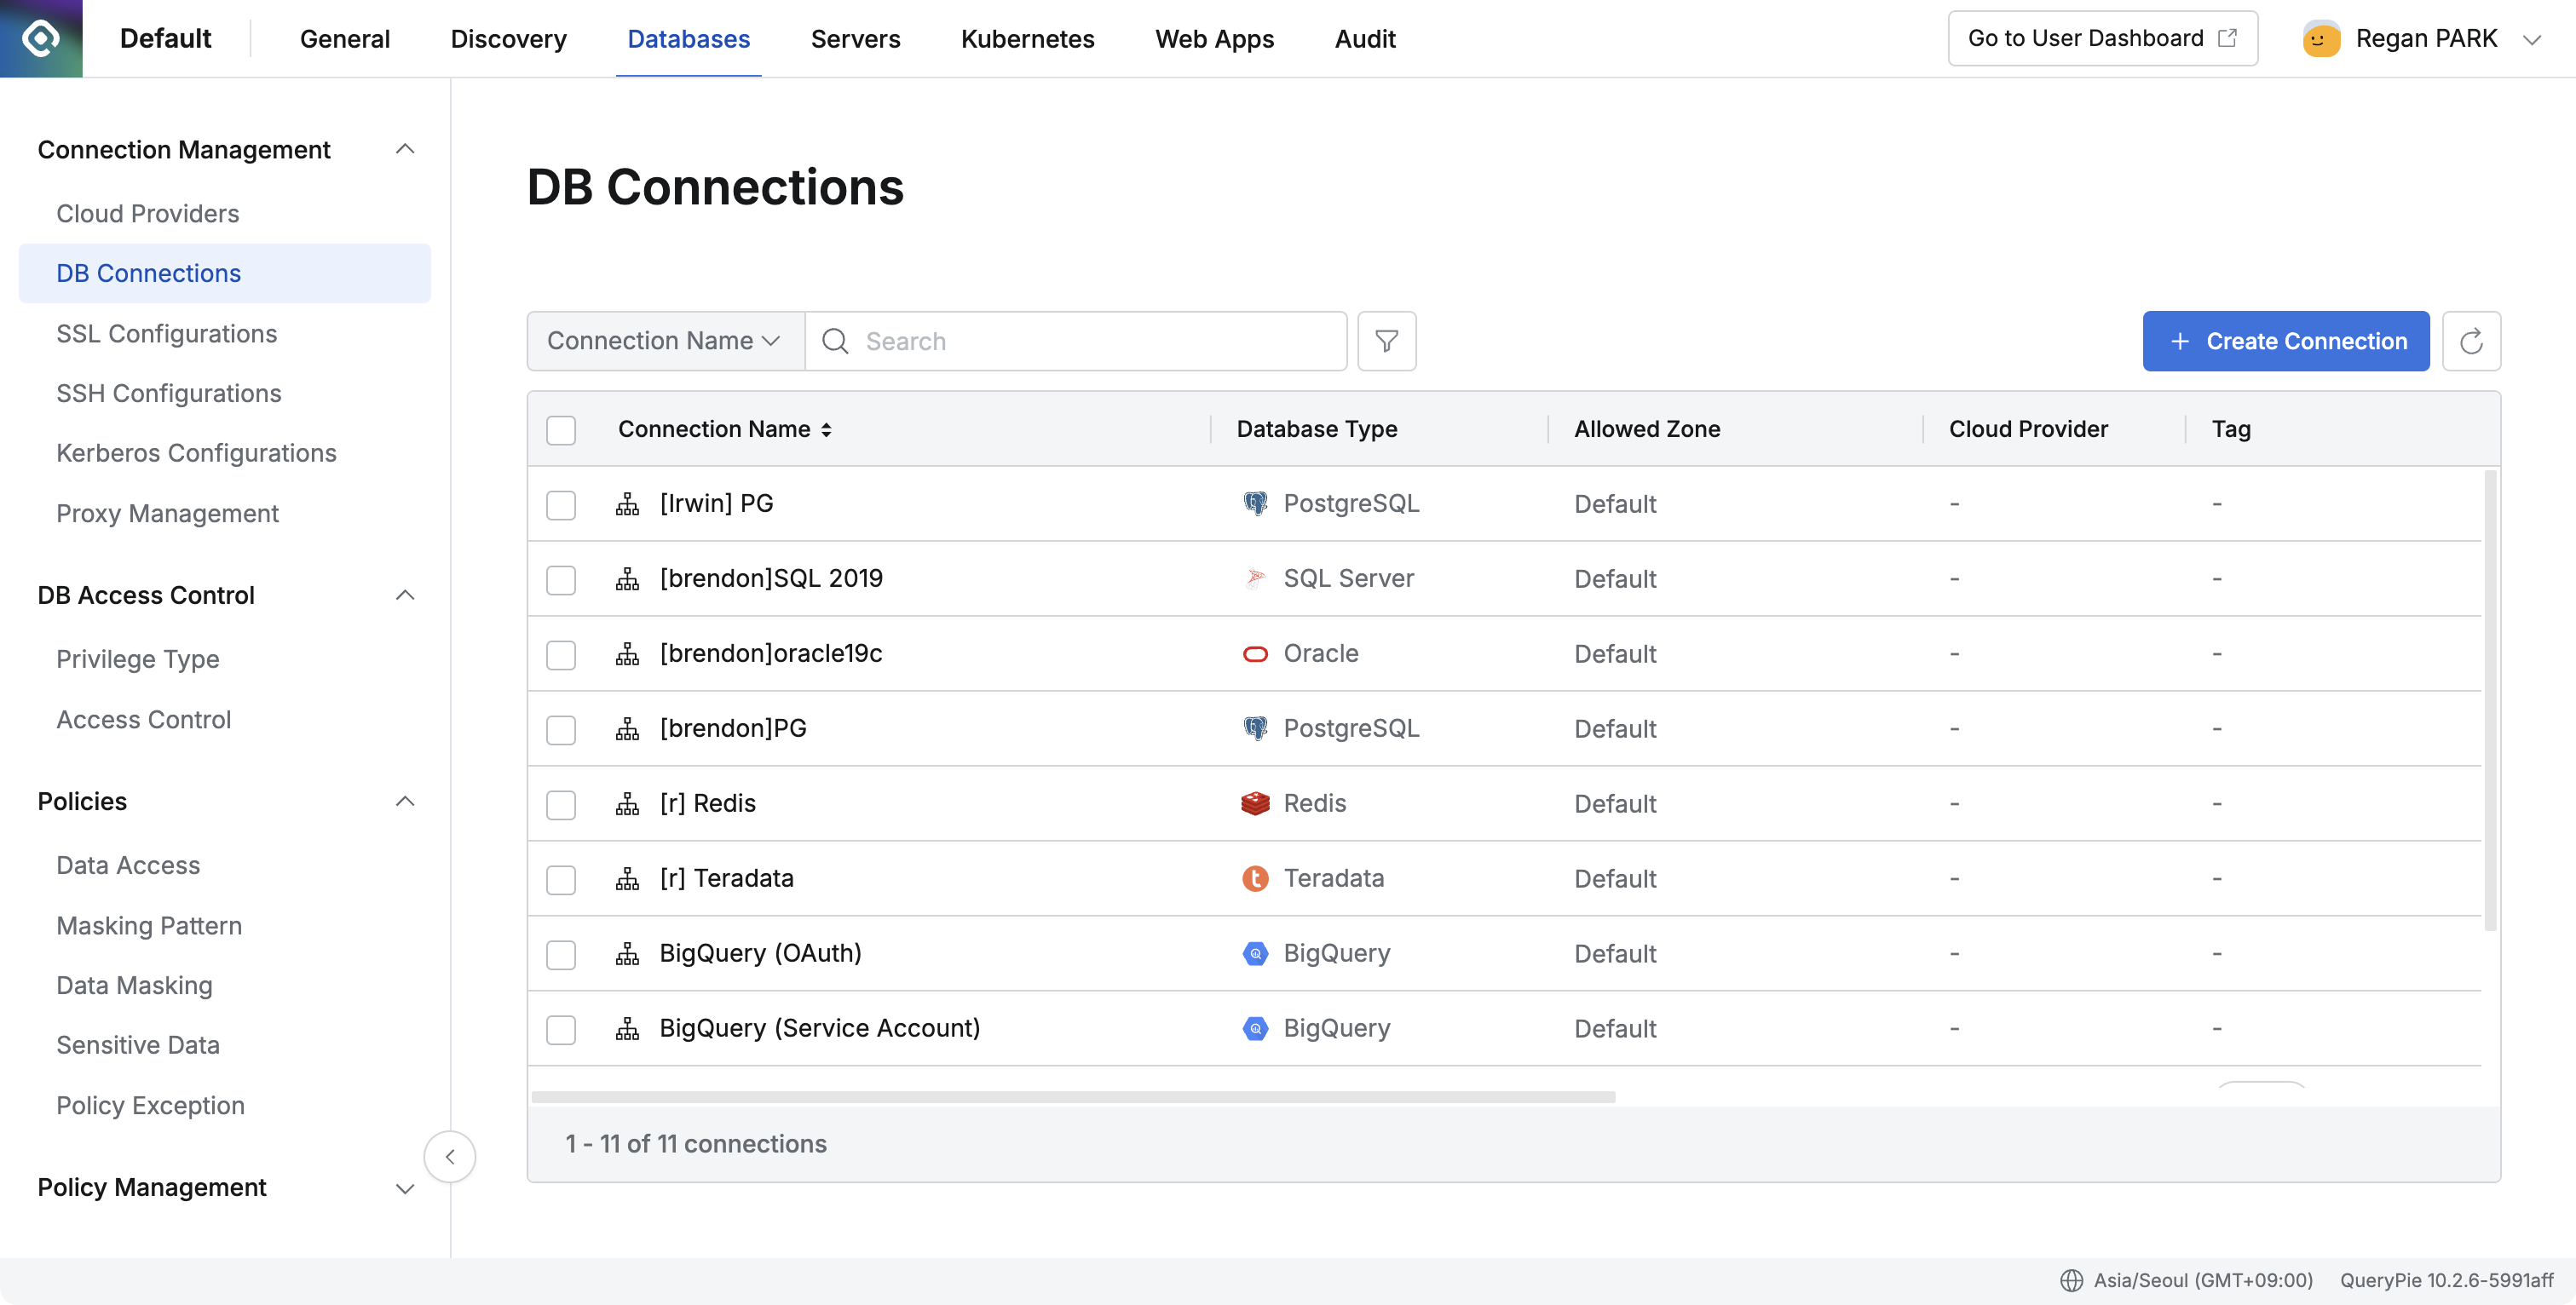 Default
General
Discovery
Databases
Servers
Kubernetes
Web Apps
Audit
Go to User Dashboard
Regan PARK
Connection Management
Cloud Providers
DB Connections
SSL Configurations
SSH Configurations
Kerberos Configurations
Proxy Management
DB Access Control
Privilege Type
Access Control
Policies
Data Access
Masking Pattern
Data Masking
Sensitive Data
Policy Exception
Policy Management
DB Connections
Connection Name
Search
Create Connection
Connection Name Database Type Allowed Zone Cloud Provider Tag
[Irwin] PG PostgreSQL Default - -
[brendon]SQL 2019 SQL Server Default - -
[brendon]oracle19c Oracle Default - -
[brendon]PG PostgreSQL Default - -
[r] Redis Redis Default - -
[r] Teradata Teradata Default - -
BigQuery (OAuth) BigQuery Default - -
BigQuery (Service Account) BigQuery Default - -
1 - 11 of 11 connections
Asia/Seoul (GMT+09:00) QueryPie 10.2.6-5991aff